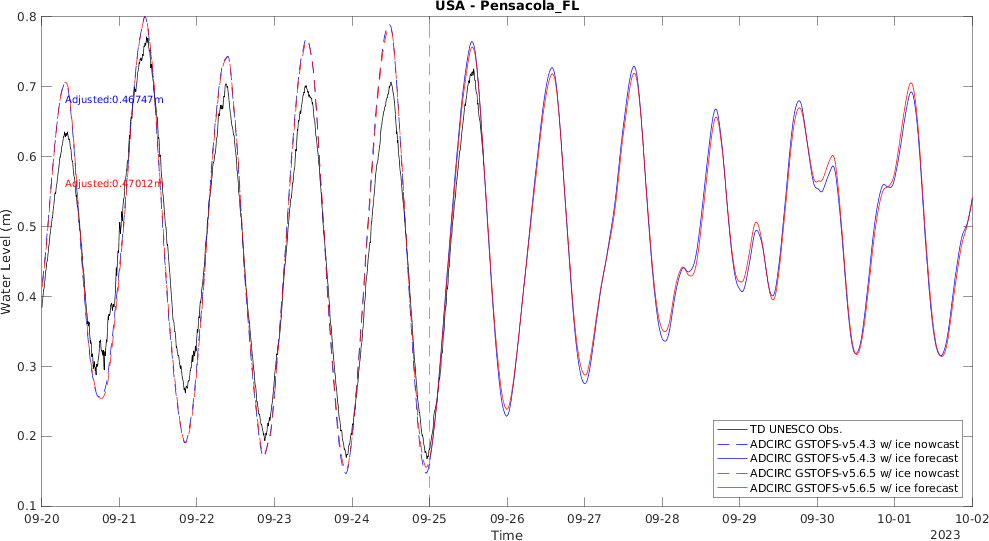 USA - Pensacola_FL
0.8
0.7
Adjusted:0.46747m
0.6
Adjusted:0.47012m
0.5
Water Level (m)
0.4
0.3
0.2
0.1
TD UNESCO Obs.
ADCIRC GSTOFS-v5.4.3 w/ ice nowcast
ADCIRC GSTOFS-v5.4.3 w/ ice forecast
ADCIRC GSTOFS-v5.6.5 w/ ice nowcast
ADCIRC GSTOFS-v5.6.5 w/ ice forecast
09-20 09-21 09-22 09-23 09-24 09-25 09-26 09-27 09-28 09-29 09-30 10-01 10-02
Time
2023